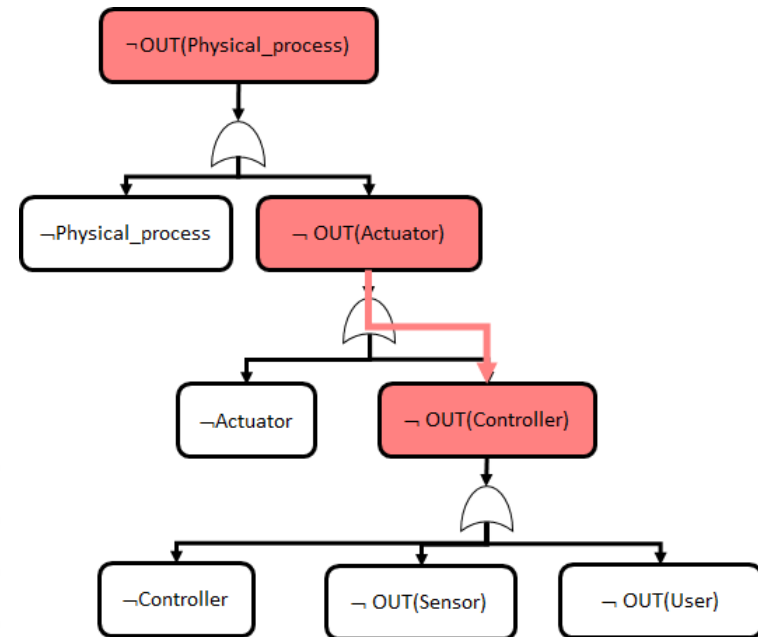 ¬OUT(Physical_process)
¬Physical_process
¬ OUT(Actuator)
¬Actuator
¬ OUT(Controller)
¬Controller
¬ OUT(Sensor)
¬ OUT(User)